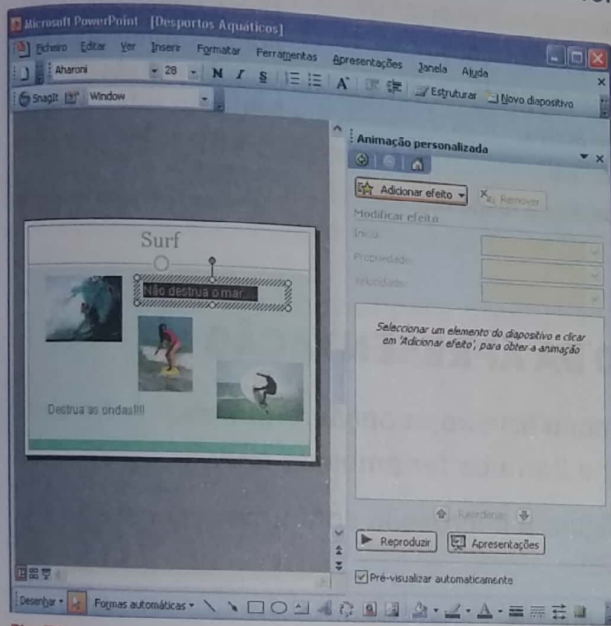 Microsoft PowerPoint [Desportos Aquáticos]
Ficheiro Editar Ver Inserir Formatar Ferramentas Apresentações Janela Ajuda
Aharoni 28 N I S A Estruturar Novo diapositivo
SnagIt Window
Animação personalizada
Adicionar efeito Remover
Modificar efeito
Início:
Propriedade:
Velocidade:
Surf
Não destrua o mar...
Destrua as ondas!!!!
Seleccionar um elemento do diapositivo e clicar
em 'Adicionar efeito', para obter a animação
Reordenar
Reproduzir Apresentações
Pré-visualizar automaticamente
Desenhar Formas automáticas A